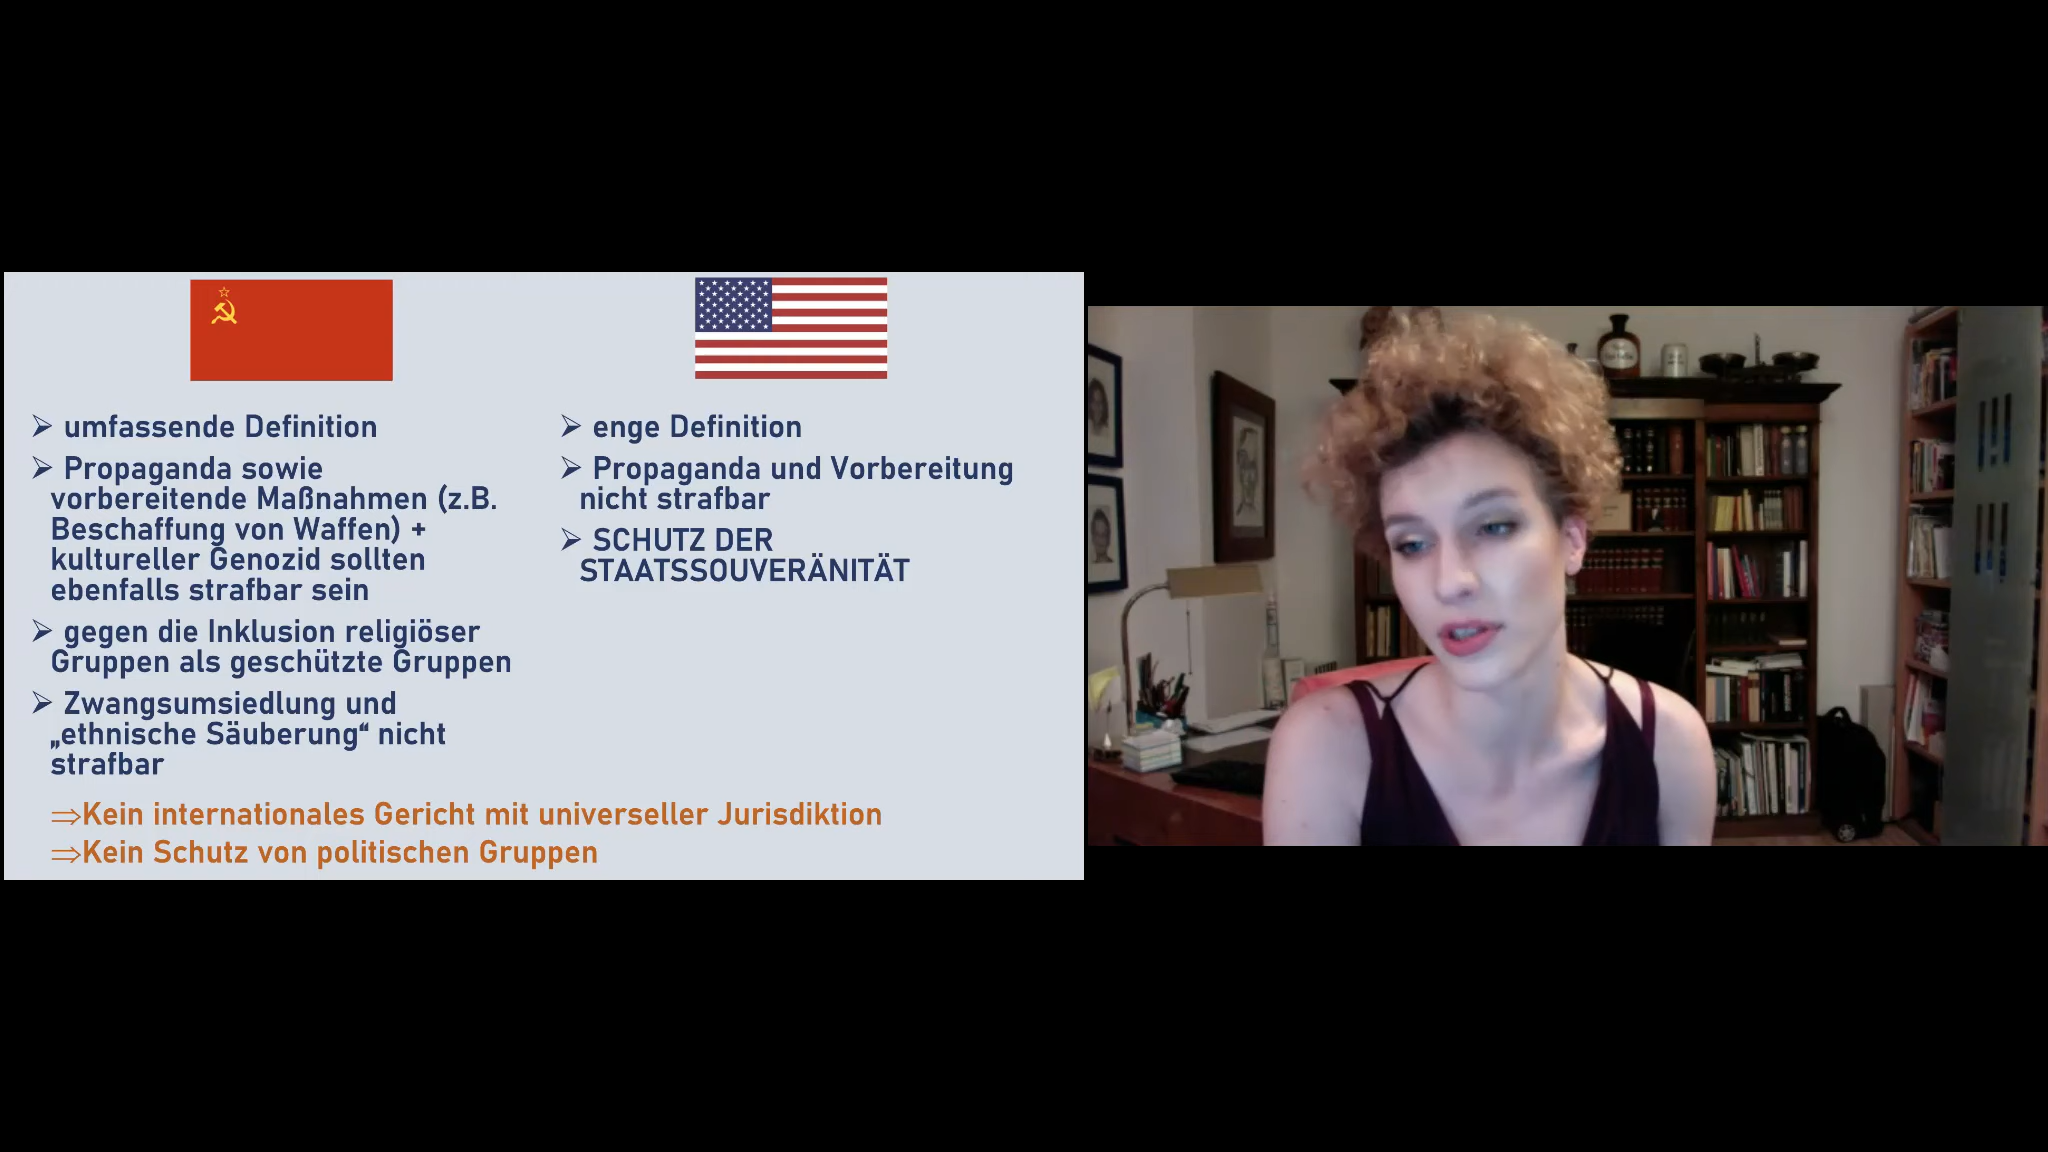 ➢ umfassende Definition
➢ Propaganda sowie
vorbereitende Maßnahmen (z.B.
Beschaffung von Waffen) +
kultureller Genozid sollten
ebenfalls strafbar sein
➢ gegen die Inklusion religiöser
Gruppen als geschützte Gruppen
➢ Zwangsumsiedlung und
„ethnische Säuberung“ nicht
strafbar
➢ enge Definition
➢ Propaganda und Vorbereitung
nicht strafbar
➢ SCHUTZ DER
STAATSSOUVERÄNITÄT
⇒Kein internationales Gericht mit universeller Jurisdiktion
⇒Kein Schutz von politischen Gruppen